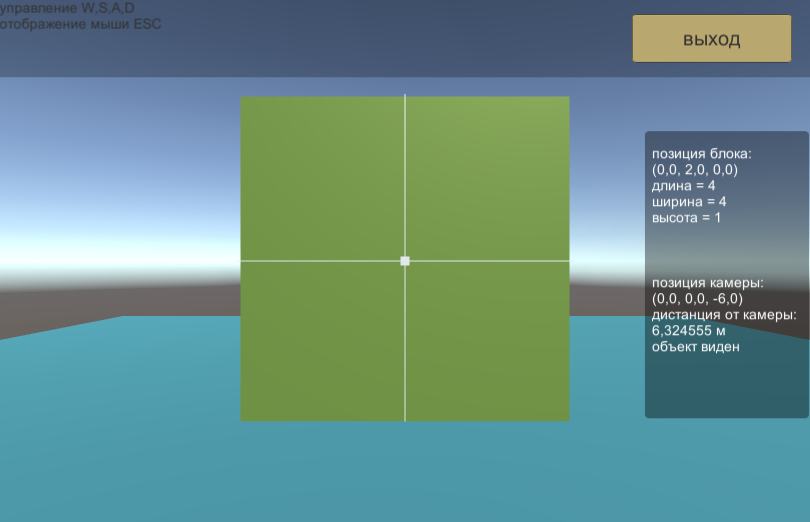 управление W,S,A,D
отображение мыши ESC
выход
позиция блока:
(0,0, 2,0, 0,0)
длина = 4
ширина = 4
высота = 1
позиция камеры:
(0,0, 0,0, -6,0)
дистанция от камеры:
6,324555 м
объект виден